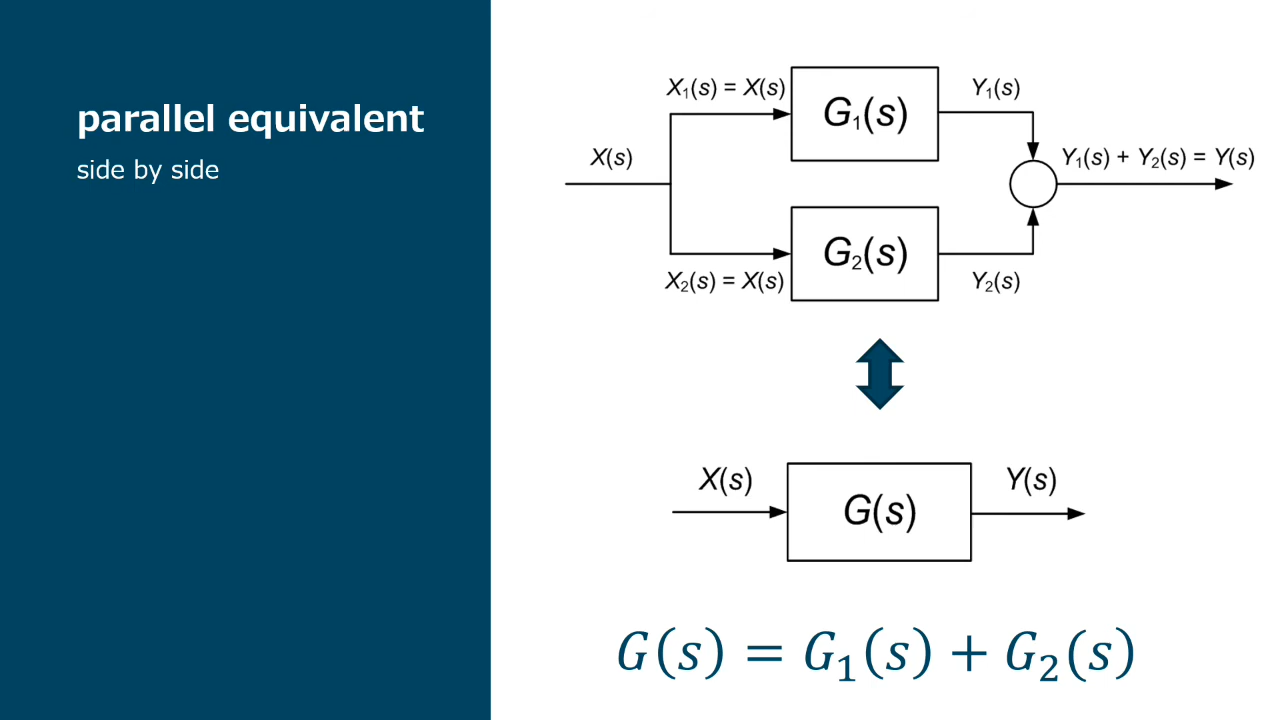 parallel equivalent
side by side
X₁(s) = X(s)
G₁(s)
Y₁(s)
X(s)
Y₁(s) + Y₂(s) = Y(s)
G₂(s)
X₂(s) = X(s)
Y₂(s)
X(s)
G(s)
Y(s)
G(s) = G₁(s) + G₂(s)